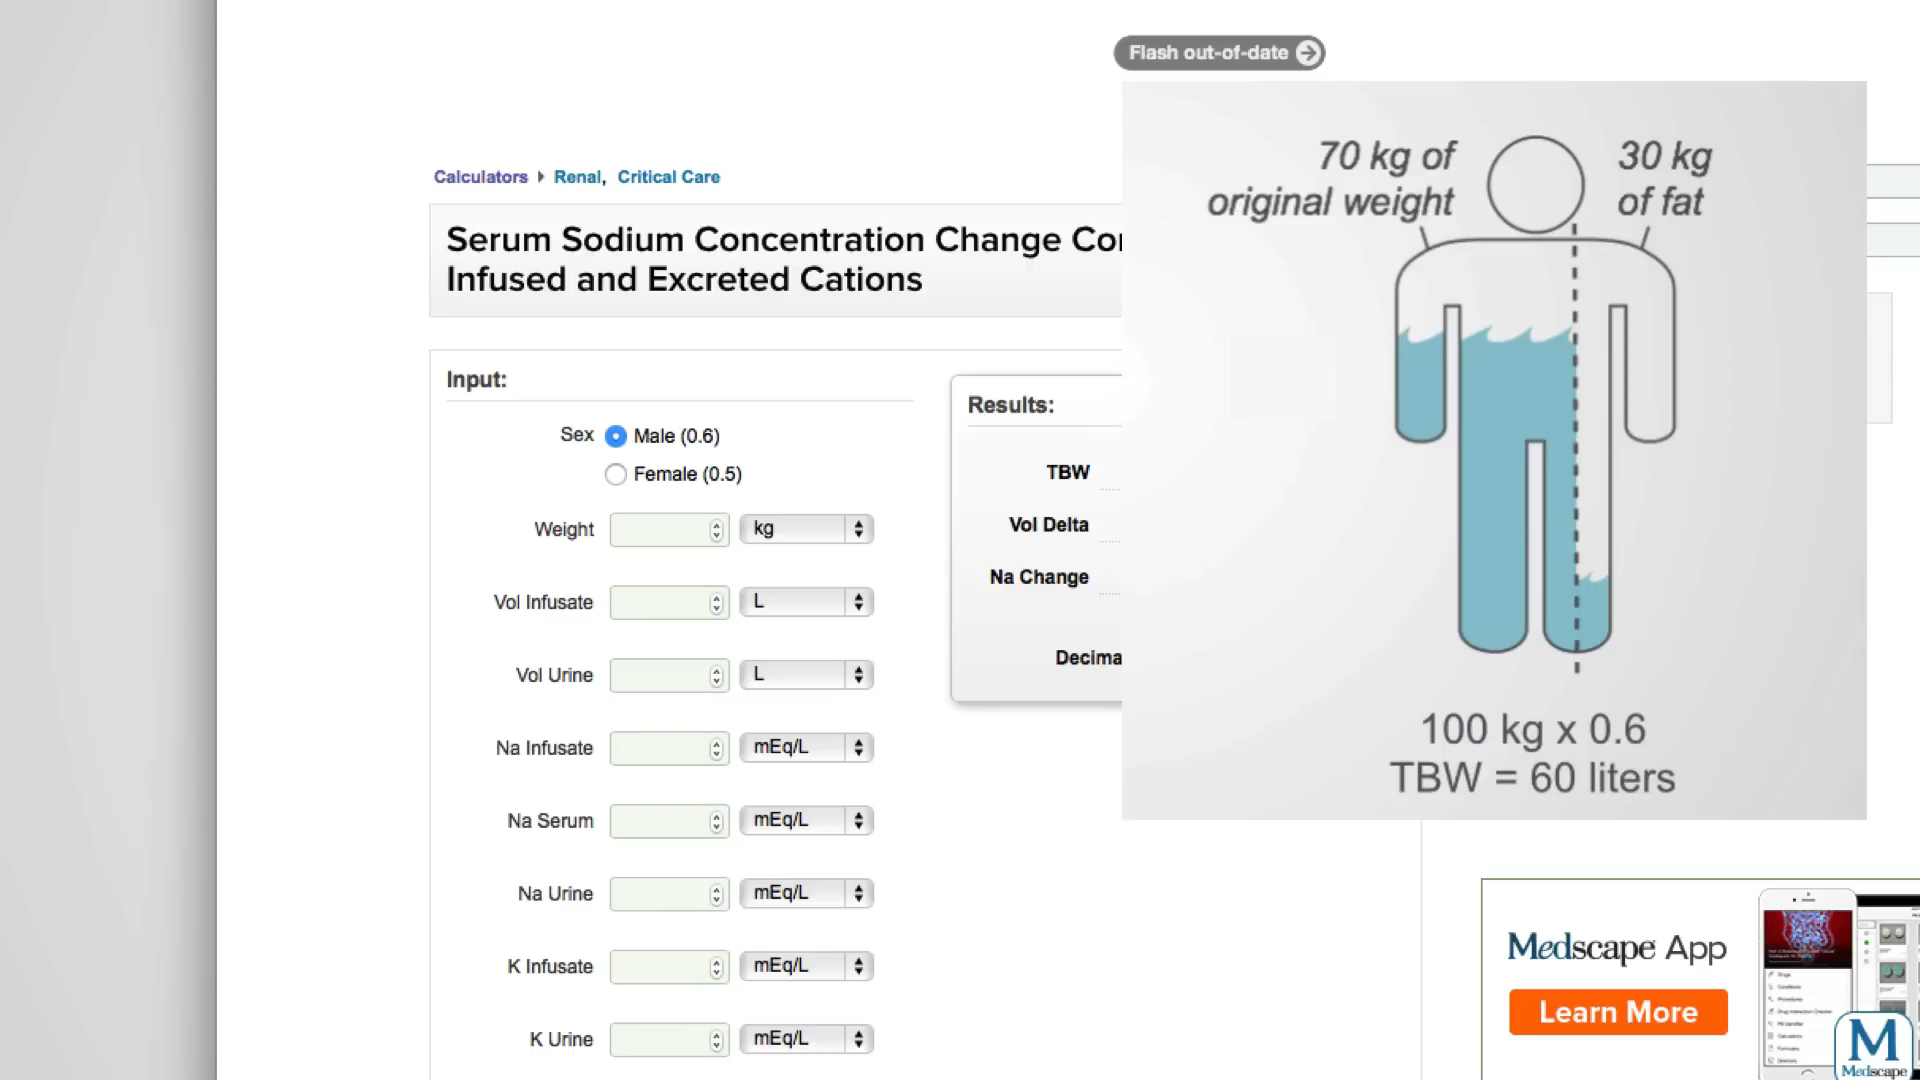 Flash out-of-date
Calculators Renal, Critical Care
Serum Sodium Concentration Change Co
Infused and Excreted Cations
Input:
Sex Male (0.6)
Female (0.5)
Weight kg
Vol Infusate L
Vol Urine L
Na Infusate mEq/L
Na Serum mEq/L
Na Urine mEq/L
K Infusate mEq/L
K Urine mEq/L
Results:
TBW
Vol Delta
Na Change
Decima
70 kg of
original weight
30 kg
of fat
100 kg x 0.6
TBW = 60 liters
Medscape App
Learn More
M
Medscape